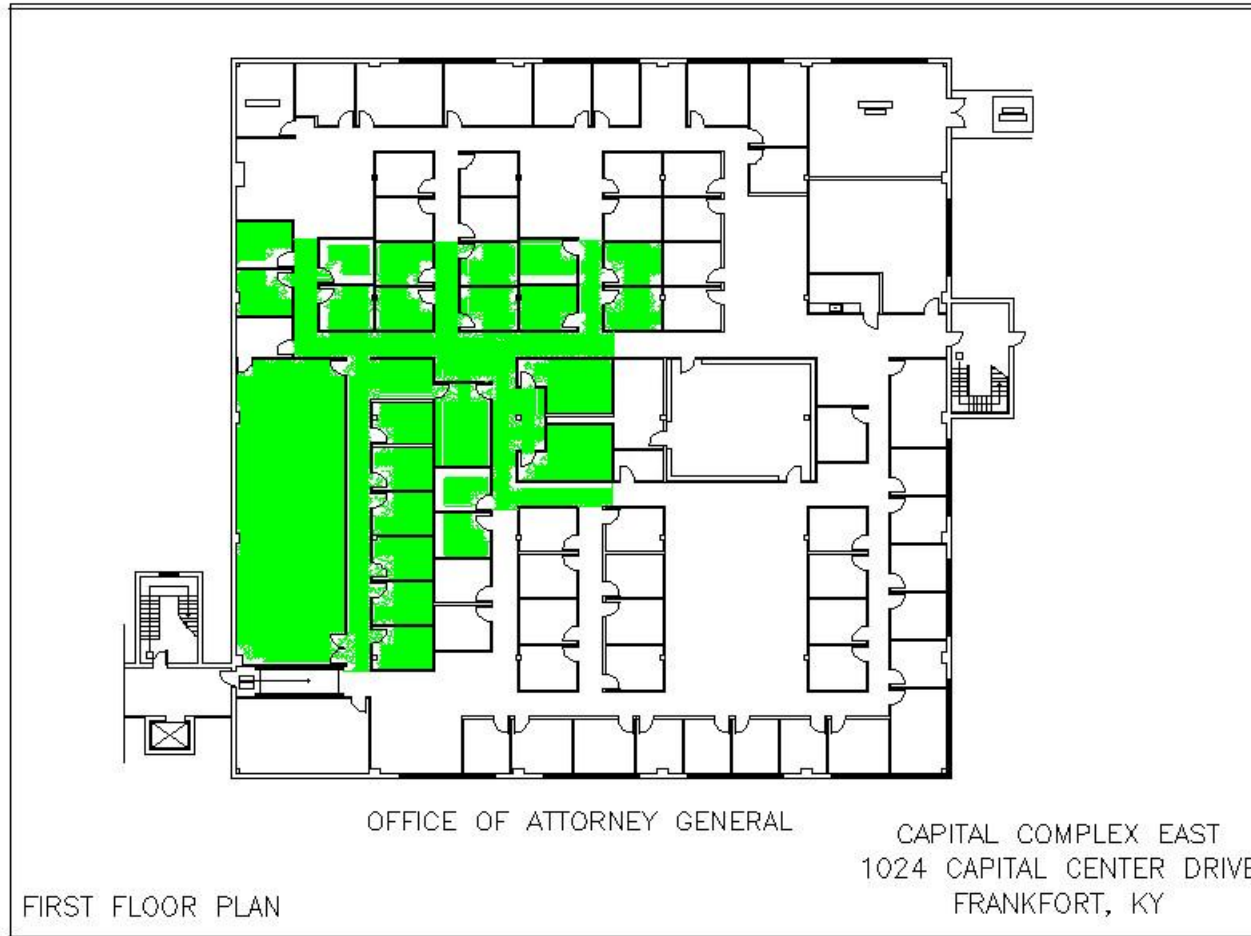 OFFICE OF ATTORNEY GENERAL
CAPITAL COMPLEX EAST
1024 CAPITAL CENTER DRIVE
FRANKFORT, KY
FIRST FLOOR PLAN